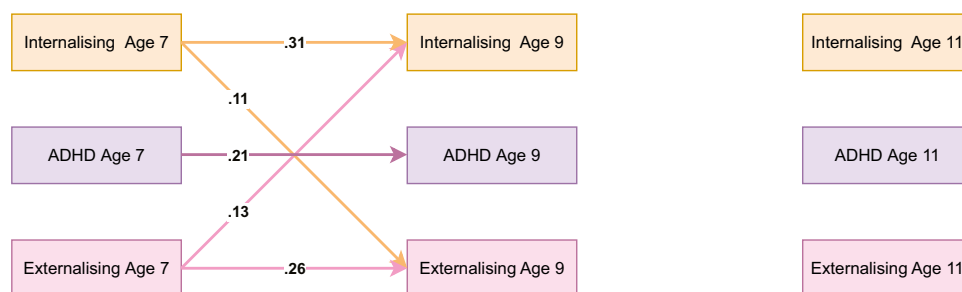 Internalising Age 7
.31
Internalising Age 9
Internalising Age 11
.11
ADHD Age 7
.21
ADHD Age 9
ADHD Age 11
.13
Externalising Age 7
.26
Externalising Age 9
Externalising Age 11